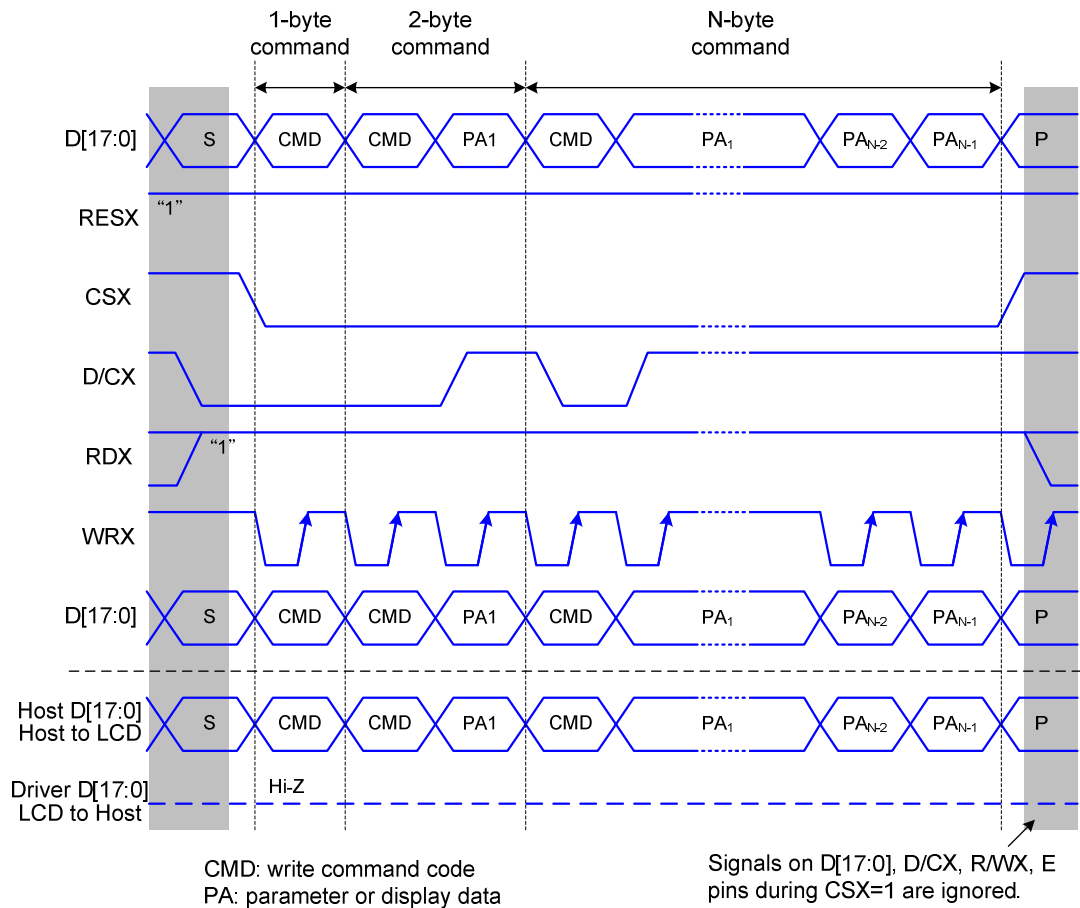 1-byte command
2-byte command
N-byte command
D[17:0] S CMD CMD PA1 CMD PA₁ PAN-2 PAN-1 P
RESX “1”
CSX
D/CX
RDX “1”
WRX
D[17:0] S CMD CMD PA1 CMD PA₁ PAN-2 PAN-1 P
Host D[17:0]
Host to LCD
S CMD CMD PA1 CMD PA₁ PAN-2 PAN-1 P
Driver D[17:0]
LCD to Host
Hi-Z
CMD: write command code
PA: parameter or display data
Signals on D[17:0], D/CX, R/WX, E
pins during CSX=1 are ignored.